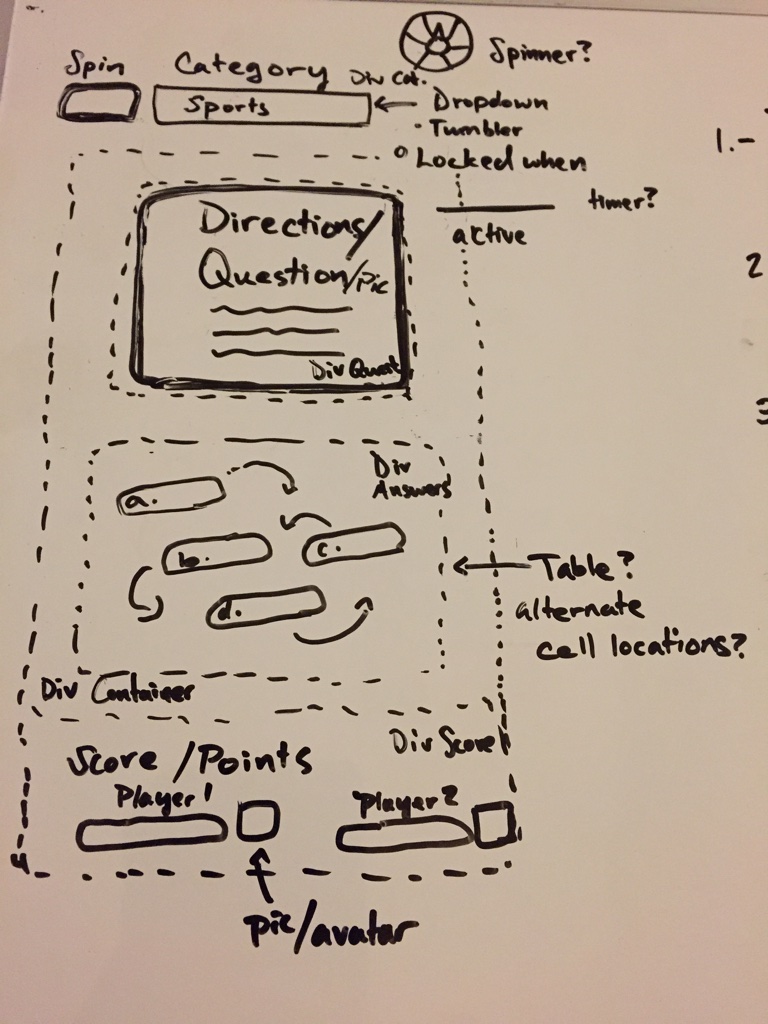 Spinner?
Spin
Category
Div Cat.
Sports
Dropdown
• Tumbler
Locked when
timer?
active
1.-
2
3
Directions/
Question/Pic
Div Quest
Div
Answers
a.
b.
c.
d.
Table?
alternate
cell locations?
Div Container
Div Score
Score/Points
Player 1
Player 2
pic/avatar